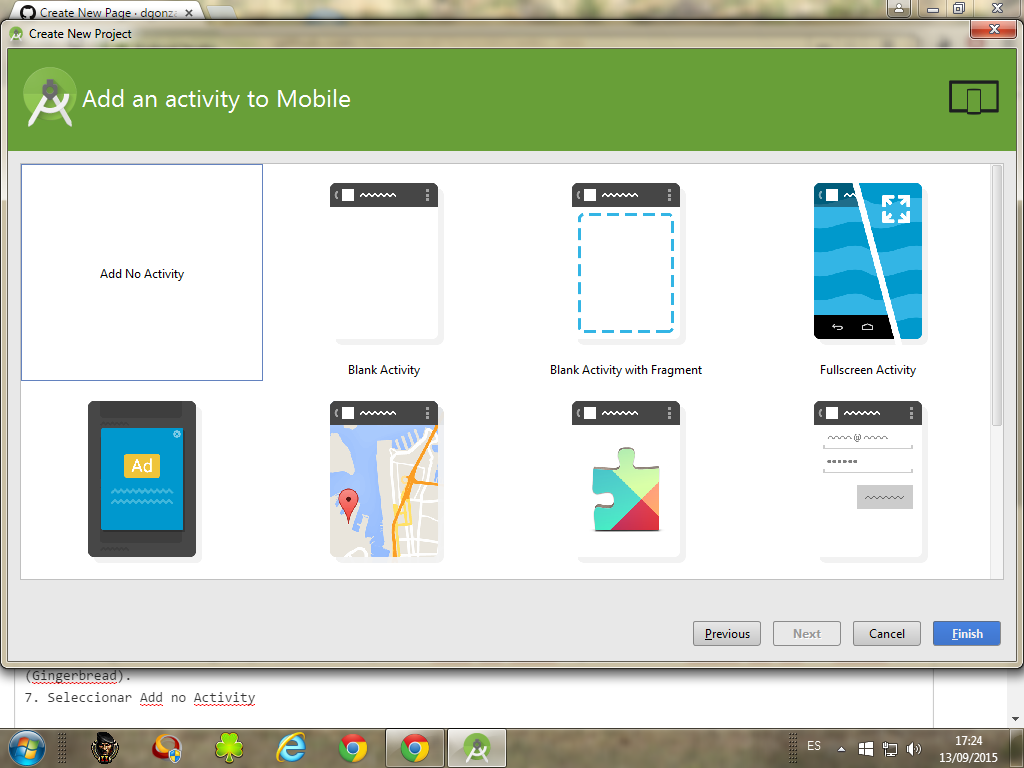 Create New Page · dgonza
Create New Project
Add an activity to Mobile
Add No Activity
Blank Activity
Blank Activity with Fragment
Fullscreen Activity
Ad
@
Previous
Next
Cancel
Finish
(Gingerbread).
7. Seleccionar Add no Activity
ES
17:24
13/09/2015